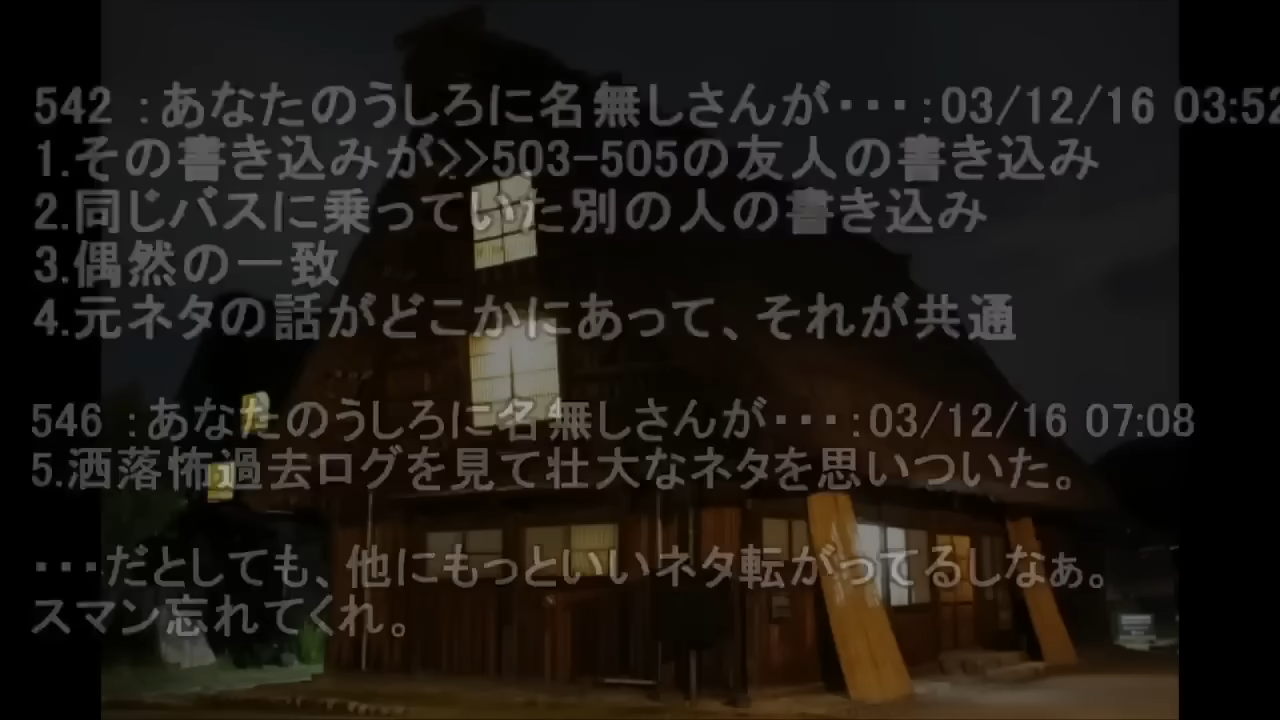 542 :あなたのうしろに名無しさんが・・・:03/12/16 03:52
1.その書き込みが>>503-505の友人の書き込み
2.同じバスに乗っていた別の人の書き込み
3.偶然の一致
4.元ネタの話がどこかにあって、それが共通
546 :あなたのうしろに名無しさんが・・・:03/12/16 07:08
5.洒落怖過去ログを見て壮大なネタを思いついた。
・・・だとしても、他にもっといいネタ転がってるしなぁ。
スマン忘れてくれ。